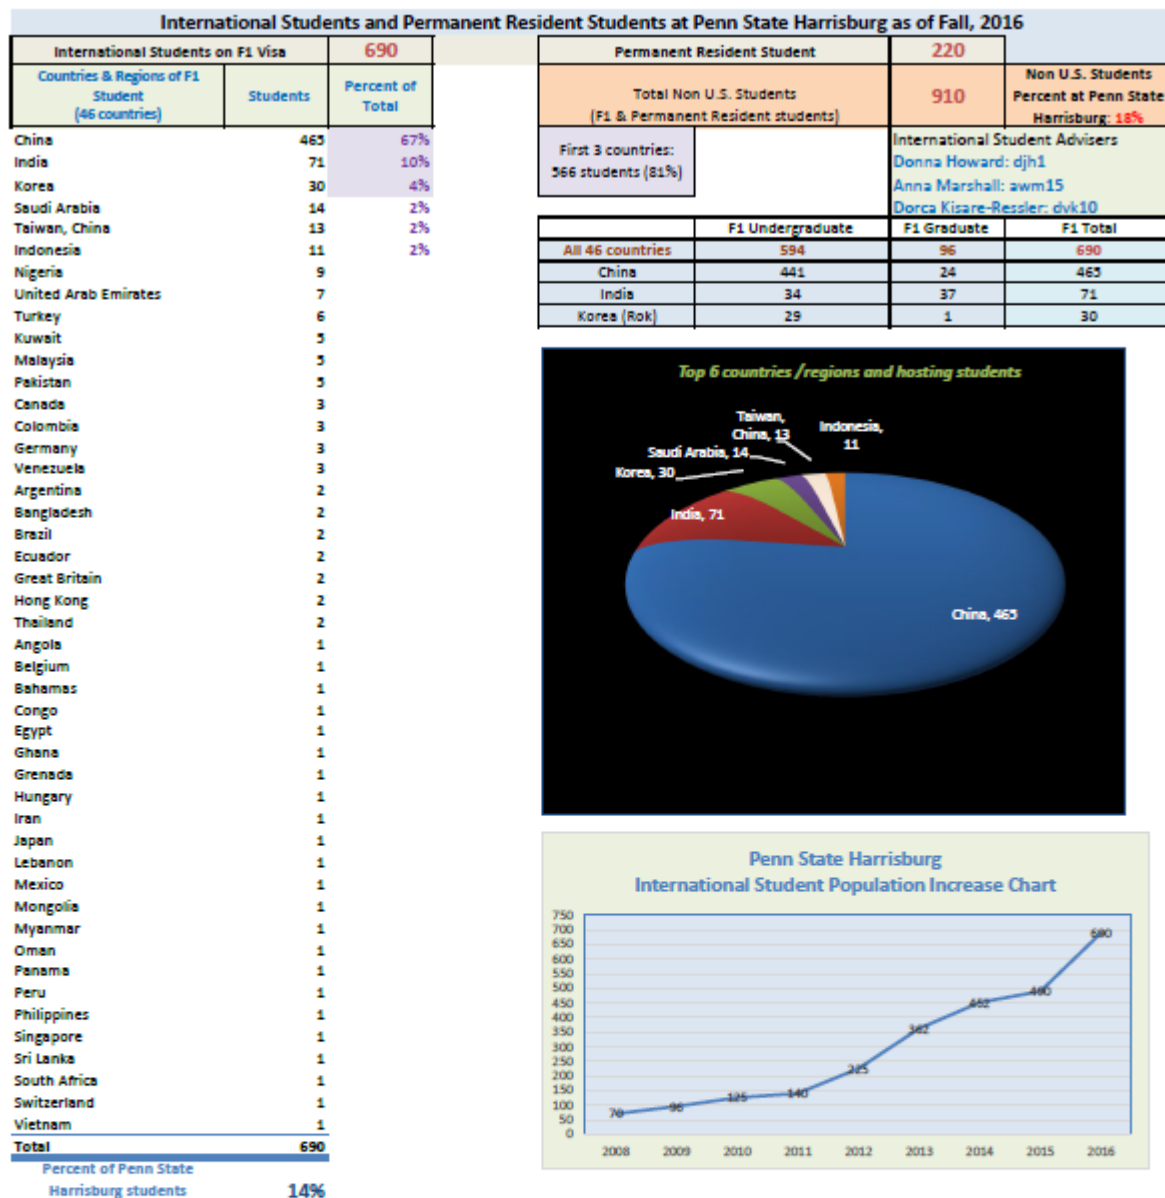 International Students and Permanent Resident Students at Penn State Harrisburg as of Fall, 2016
International Students on F1 Visa 690
Countries & Regions of F1 Student (46 countries) Students Percent of Total
China 465 67%
India 71 10%
Korea 30 4%
Saudi Arabia 14 2%
Taiwan, China 13 2%
Indonesia 11 2%
Nigeria 9
United Arab Emirates 7
Turkey 6
Kuwait 5
Malaysia 5
Pakistan 5
Canada 3
Colombia 3
Germany 3
Venezuela 3
Argentina 2
Bangladesh 2
Brazil 2
Ecuador 2
Great Britain 2
Hong Kong 2
Thailand 2
Angola 1
Belgium 1
Bahamas 1
Congo 1
Egypt 1
Ghana 1
Grenada 1
Hungary 1
Iran 1
Japan 1
Lebanon 1
Mexico 1
Mongolia 1
Myanmar 1
Oman 1
Panama 1
Peru 1
Philippines 1
Singapore 1
Sri Lanka 1
South Africa 1
Switzerland 1
Vietnam 1
Total 690
Percent of Penn State
Harrisburg students 14%
Permanent Resident Student 220
Total Non U.S. Students
(F1 & Permanent Resident students)
910
Non U.S. Students
Percent at Penn State
Harrisburg: 18%
First 3 countries:
566 students (81%)
International Student Advisers
Donna Howard: djh1
Anna Marshall: awm15
Dorca Kisare-Ressler: dvk10
F1 Undergraduate F1 Graduate F1 Total
All 46 countries 594 96 690
China 441 24 465
India 34 37 71
Korea (Rok) 29 1 30
Top 6 countries /regions and hosting students
Taiwan,
China, 13
Indonesia,
11
Saudi Arabia, 14
Korea, 30
India, 71
China, 465
Penn State Harrisburg
International Student Population Increase Chart
750
700
650
600
550
500
450
400
350
300
250
200
150
100
50
0
70 96 125 140 225 362 452 490 690
2008 2009 2010 2011 2012 2013 2014 2015 2016